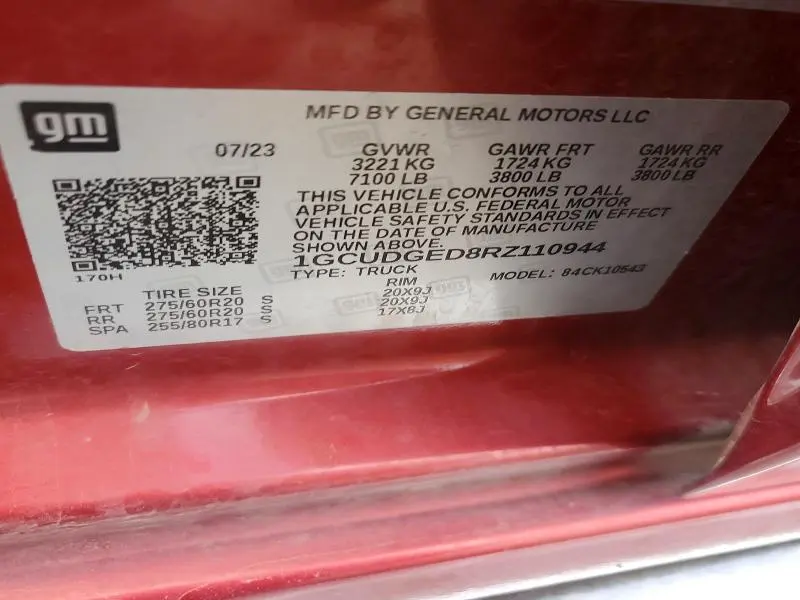 gm
MFD BY GENERAL MOTORS LLC
07/23 GVWR GAWR FRT GAWR RR
3221 KG 1724 KG 1724 KG
7100 LB 3800 LB 3800 LB
THIS VEHICLE CONFORMS TO ALL
APPLICABLE U.S. FEDERAL MOTOR
VEHICLE SAFETY STANDARDS IN EFFECT
ON THE DATE OF MANUFACTURE
SHOWN ABOVE.
1GCUDGED8RZ110944
170H
TYPE: TRUCK MODEL: 84CK10543
TIRE SIZE RIM
FRT 275/60R20 S 20X9J
RR 275/60R20 S 20X9J
SPA 255/80R17 S 17X8J